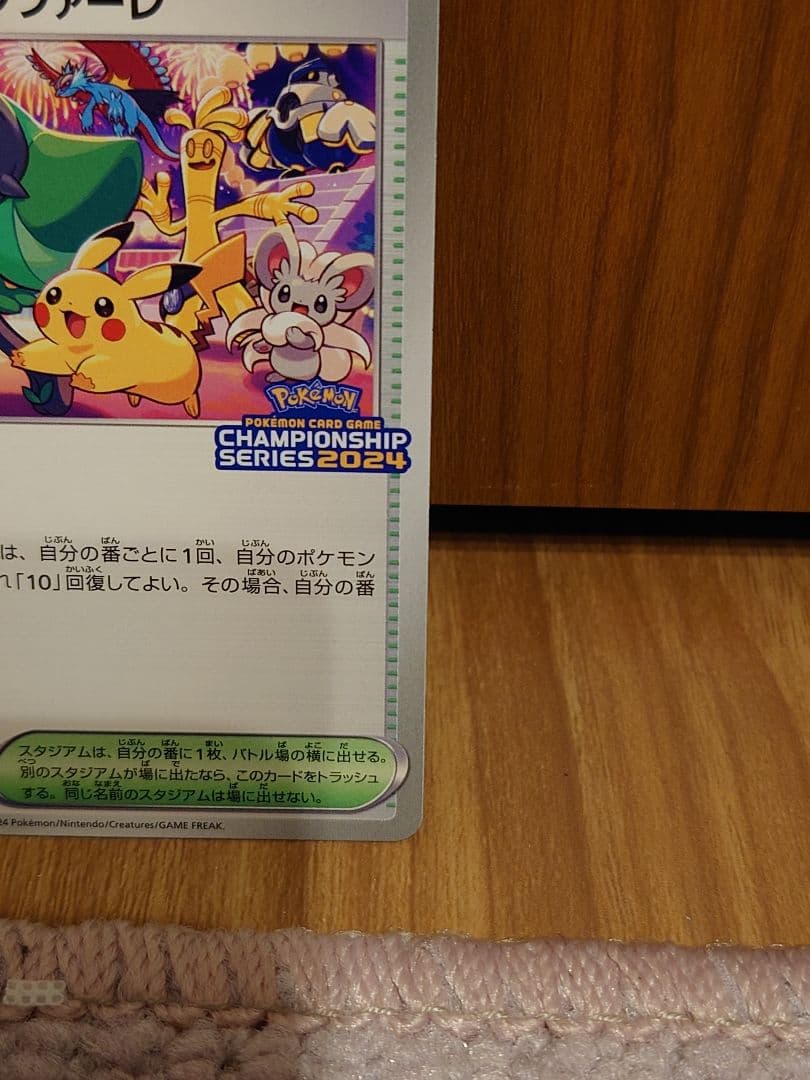 ファーレ
POKÉMON
POKÉMON CARD GAME
CHAMPIONSHIP
SERIES 2024
は、自分の番ごとに1回、自分のポケモン
れ「10」回復してよい。その場合、自分の番
スタジアムは、自分の番に1枚、バトル場の横に出せる。
別のスタジアムが場に出たなら、このカードをトラッシュ
する。同じ名前のスタジアムは場に出せない。
24 Pokémon/Nintendo/Creatures/GAME FREAK.